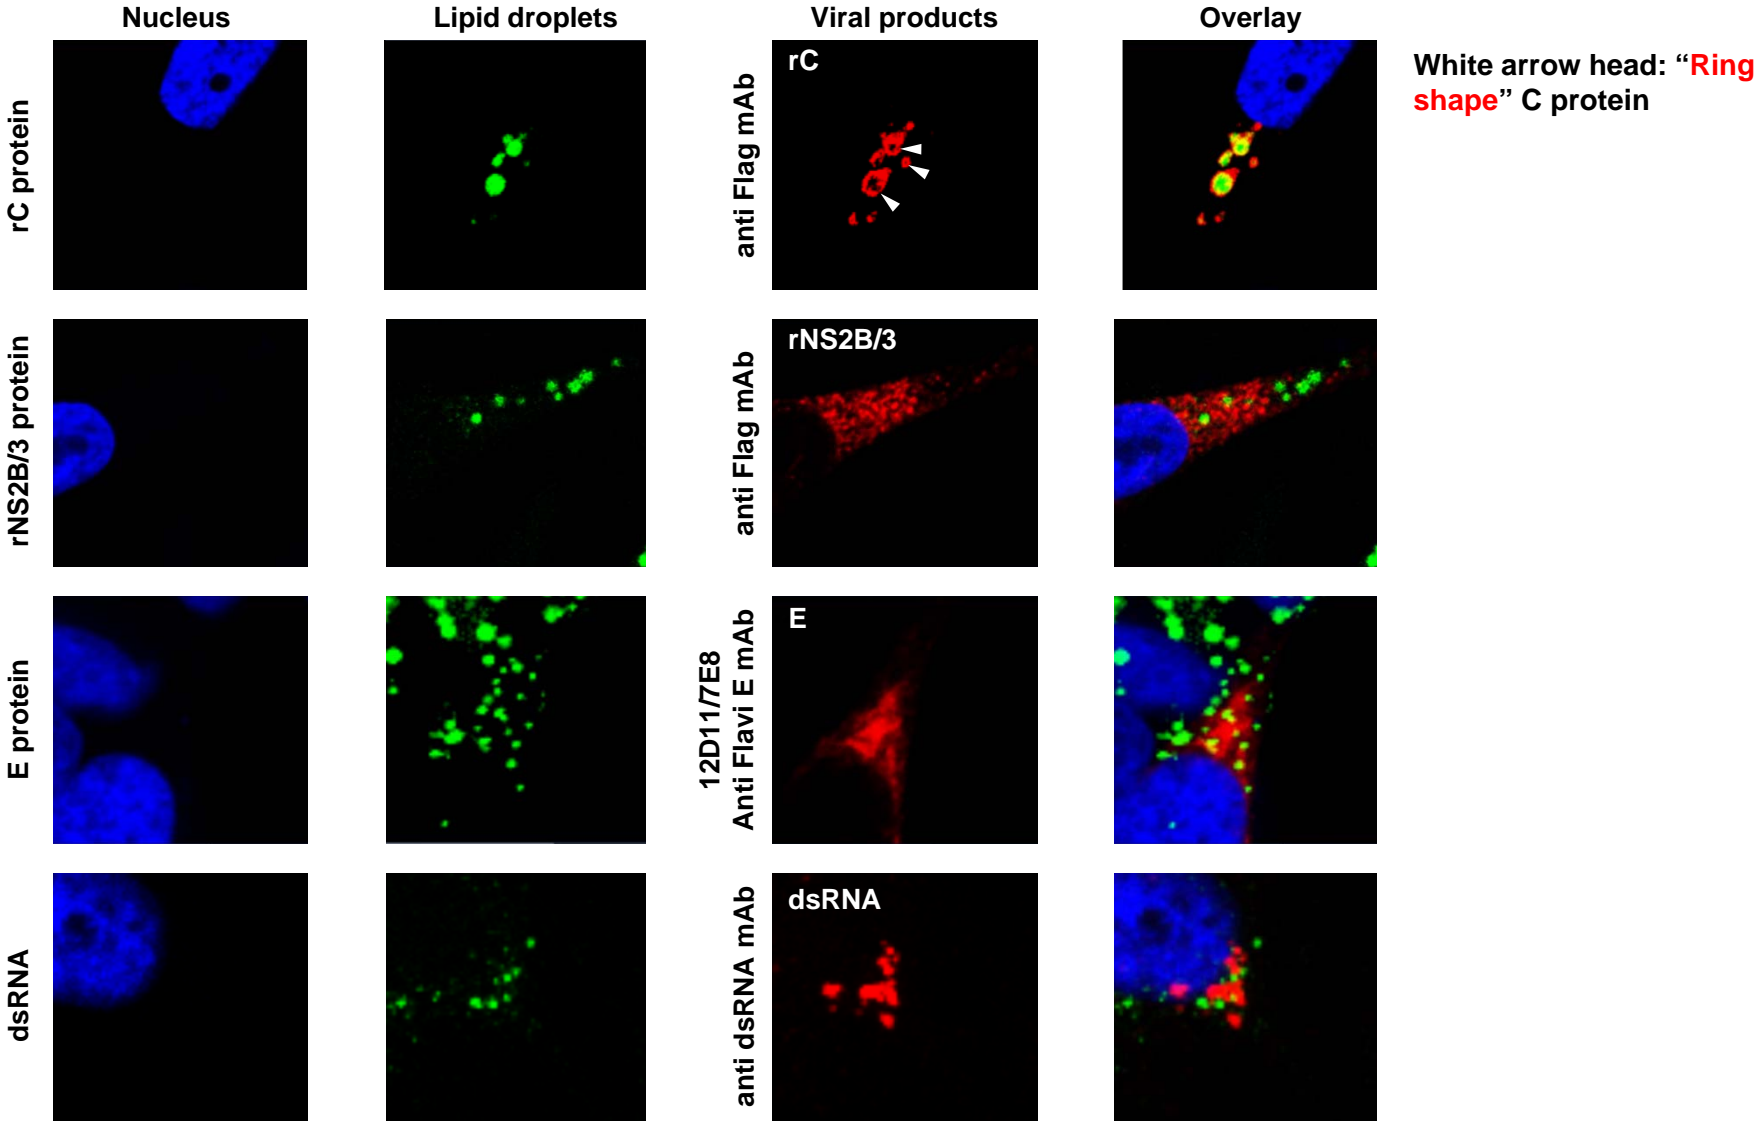 Nucleus
Lipid droplets
Viral products
Overlay
rC protein
anti Flag mAb
rC
White arrow head: “Ring
shape” C protein
rNS2B/3 protein
anti Flag mAb
rNS2B/3
E protein
12D11/7E8
Anti Flavi E mAb
E
dsRNA
anti dsRNA mAb
dsRNA